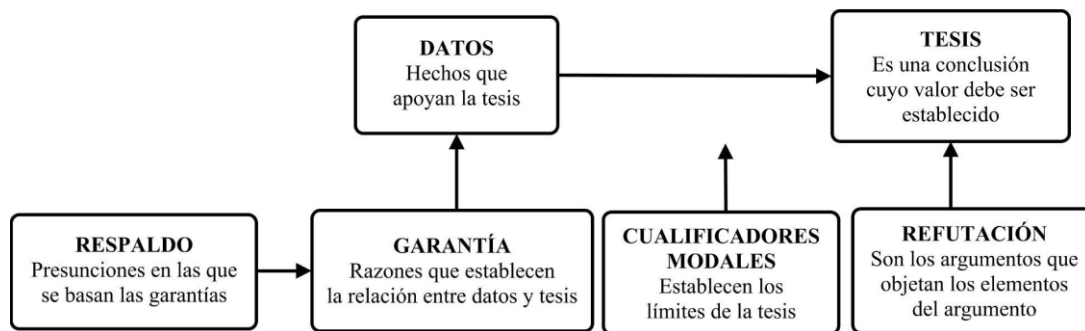 DATOS
Hechos que
apoyan la tesis
TESIS
Es una conclusión
cuyo valor debe ser
establecido
RESPALDO
Presunciones en las que
se basan las garantías
GARANTÍA
Razones que establecen
la relación entre datos y tesis
CUALIFICADORES
MODALES
Establecen los
límites de la tesis
REFUTACIÓN
Son los argumentos que
objetan los elementos
del argumento